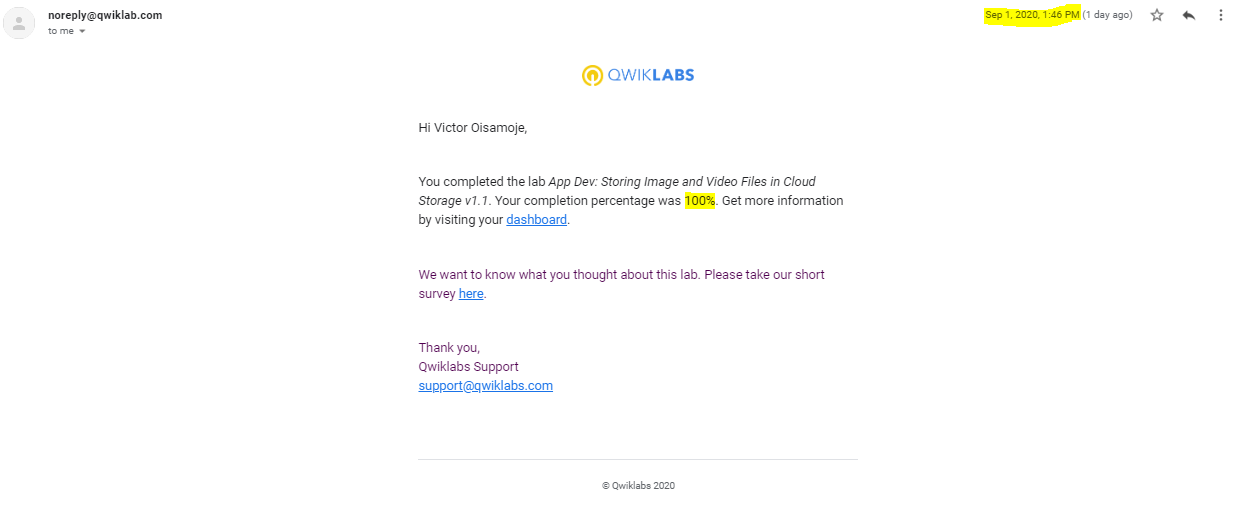 noreply@qwiklab.com
Sep 1, 2020, 1:46 PM (1 day ago)
to me
QWIKLABS
Hi Victor Oisamoje,
You completed the lab App Dev: Storing Image and Video Files in Cloud
Storage v1.1. Your completion percentage was 100%. Get more information
by visiting your dashboard.
We want to know what you thought about this lab. Please take our short
survey here.
Thank you,
Qwiklabs Support
support@qwiklabs.com
© Qwiklabs 2020